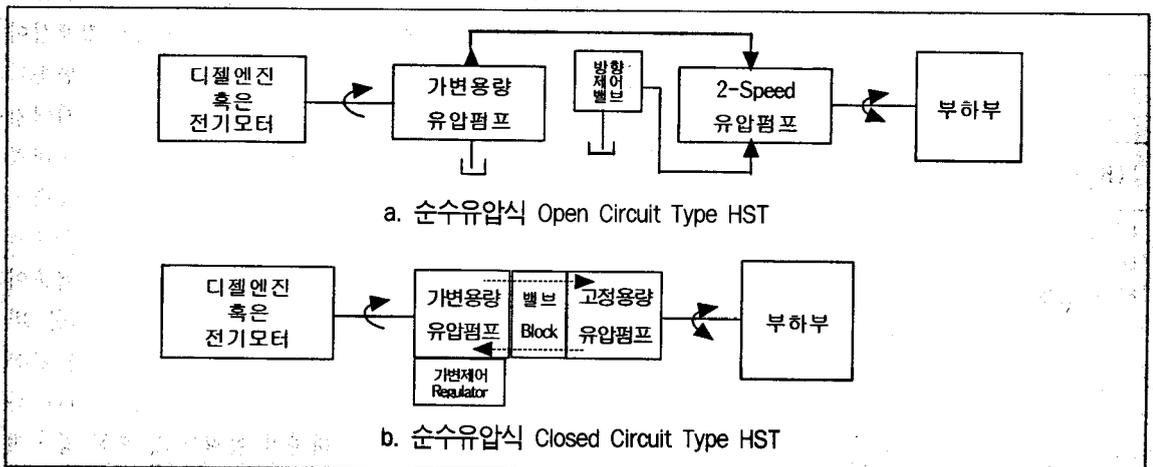 디젤엔진
혹은
전기모터
가변용량
유압펌프
방향
제어
밸브
2-Speed
유압펌프
부하부
a. 순수유압식 Open Circuit Type HST
디젤엔진
혹은
전기모터
가변용량
유압펌프
밸브
Block
고정용량
유압펌프
부하부
가변제어
Regulator
b. 순수유압식 Closed Circuit Type HST